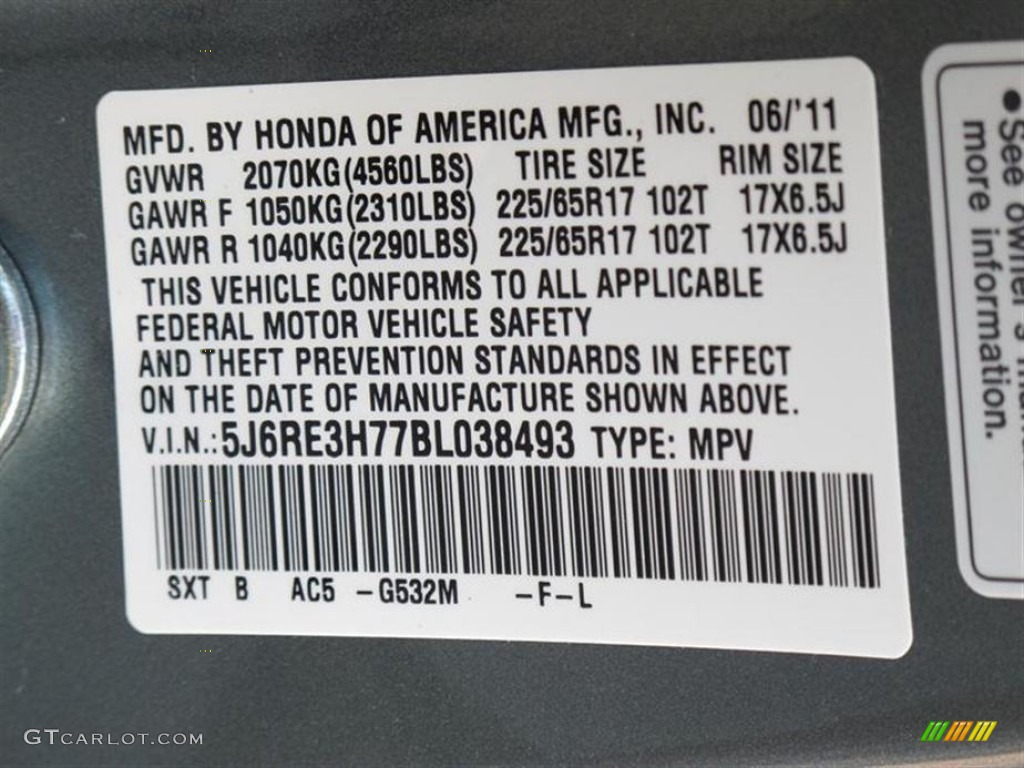 MFD. BY HONDA OF AMERICA MFG., INC. 06/'11
GVWR 2070KG(4560LBS) TIRE SIZE RIM SIZE
GAWR F 1050KG(2310LBS) 225/65R17 102T 17X6.5J
GAWR R 1040KG(2290LBS) 225/65R17 102T 17X6.5J
THIS VEHICLE CONFORMS TO ALL APPLICABLE
FEDERAL MOTOR VEHICLE SAFETY
AND THEFT PREVENTION STANDARDS IN EFFECT
ON THE DATE OF MANUFACTURE SHOWN ABOVE.
V.I.N.: 5J6RE3H77BL038493 TYPE: MPV
SXT B AC5 -G532M -F-L
•See owner's
more information.
GTCARLOT.COM